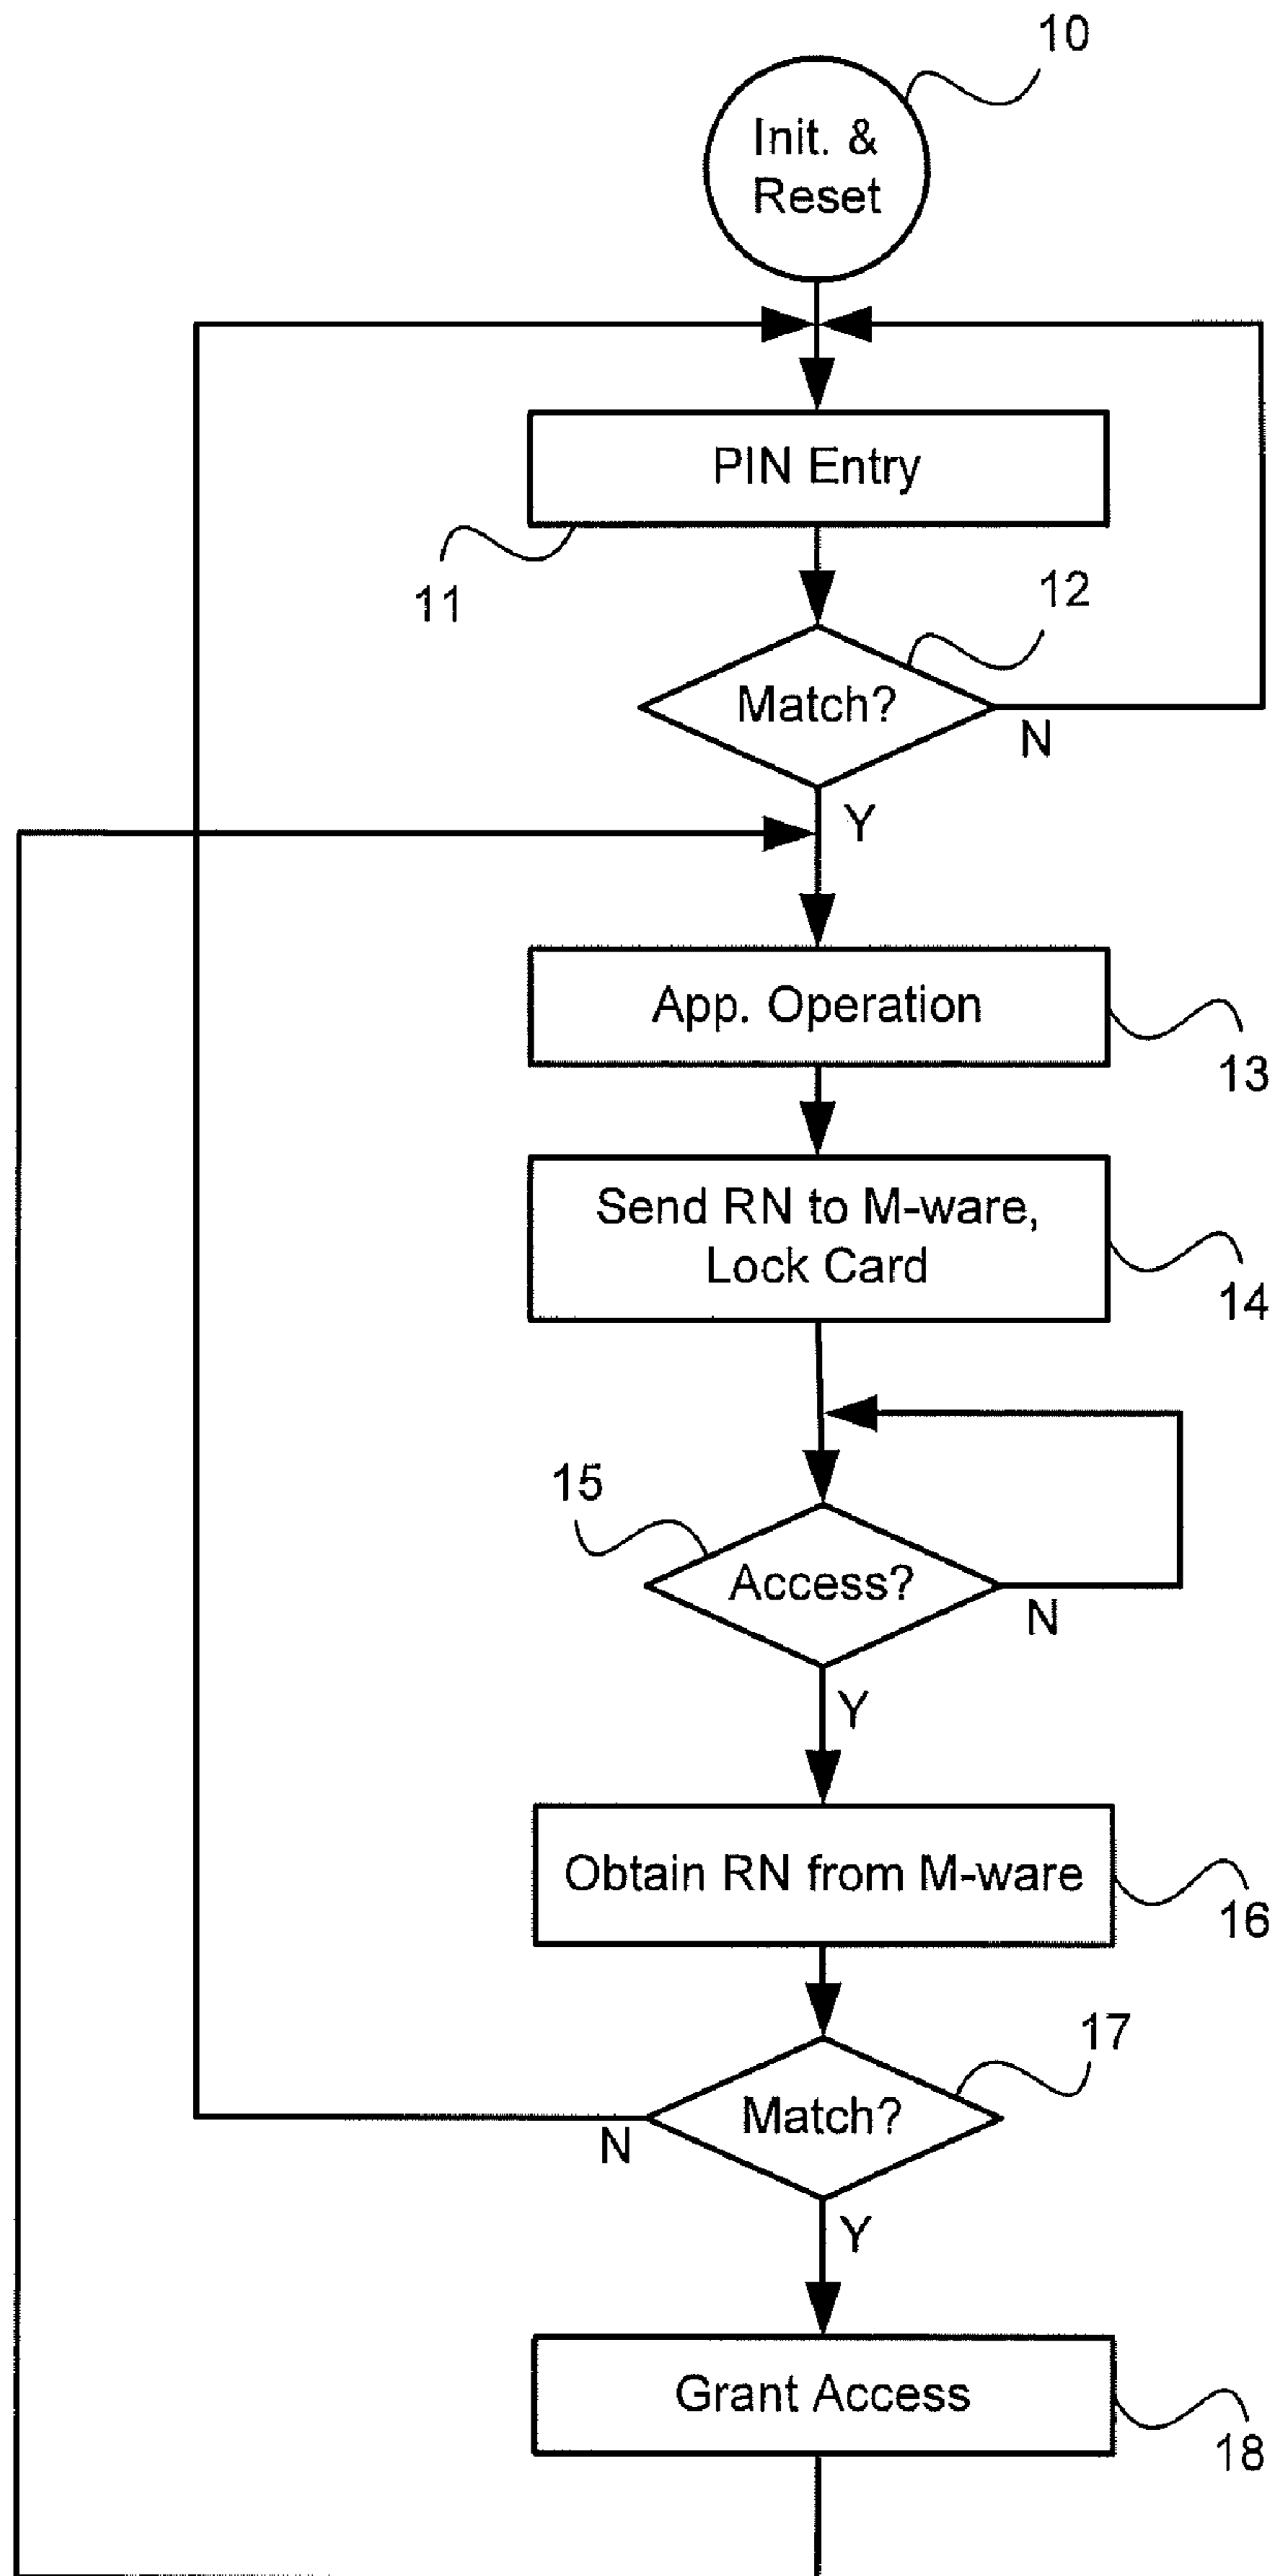 10
Init. &
Reset
PIN Entry
11
12
Match?
N
Y
App. Operation
13
Send RN to M-ware,
Lock Card
14
15
Access?
N
Y
Obtain RN from M-ware
16
17
Match?
N
Y
Grant Access
18